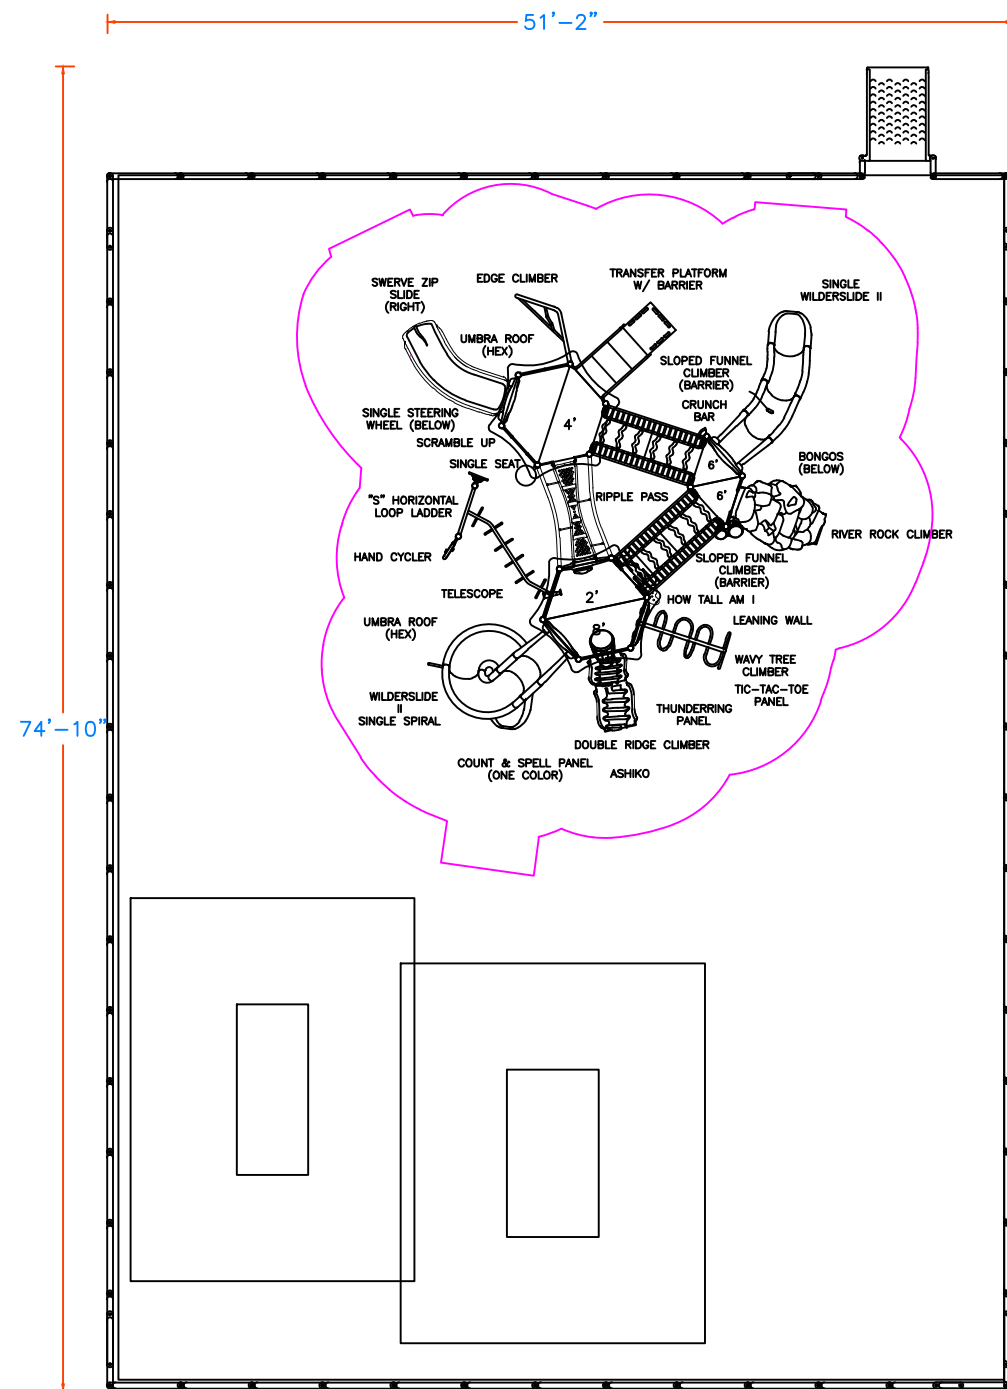 51'-2"
EDGE CLIMBER
TRANSFER PLATFORM
W/ BARRIER
SWERVE ZIP
SLIDE
(RIGHT)
SINGLE
WILDERSLIDE II
UMBRA ROOF
(HEX)
SLOPED FUNNEL
CLIMBER
(BARRIER)
CRUNCH
BAR
SINGLE STEERING
WHEEL (BELOW)
4'
SCRAMBLE UP
SINGLE SEAT
6'
BONGOS
(BELOW)
"S" HORIZONTAL
LOOP LADDER
RIPPLE PASS
6'
RIVER ROCK CLIMBER
HAND CYCLER
SLOPED FUNNEL
CLIMBER
(BARRIER)
TELESCOPE
2'
HOW TALL AM I
UMBRA ROOF
(HEX)
LEANING WALL
WAVY TREE
CLIMBER
TIC-TAC-TOE
PANEL
WILDERSLIDE
II
SINGLE SPIRAL
THUNDERRING
PANEL
74'-10"
DOUBLE RIDGE CLIMBER
COUNT & SPELL PANEL
(ONE COLOR)
ASHIKO